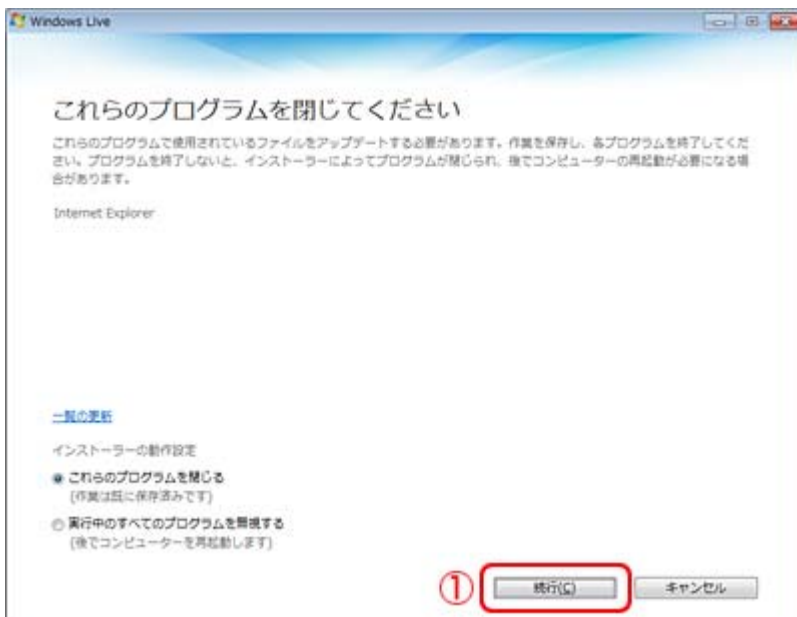 Windows Live
これらのプログラムを閉じてください
これらのプログラムで使用されているファイルをアップデートする必要があります。作業を保存し、各プログラムを終了してくだ
さい。プログラムを終了しないと、インストーラーによってプログラムが閉じられ、後でコンピューターの再起動が必要になる場
合があります。
Internet Explorer
一覧の更新
インストーラーの動作設定
これらのプログラムを閉じる
(作業は既に保存済みです)
実行中のすべてのプログラムを無視する
(後でコンピューターを再起動します)
① 続行(C) キャンセル